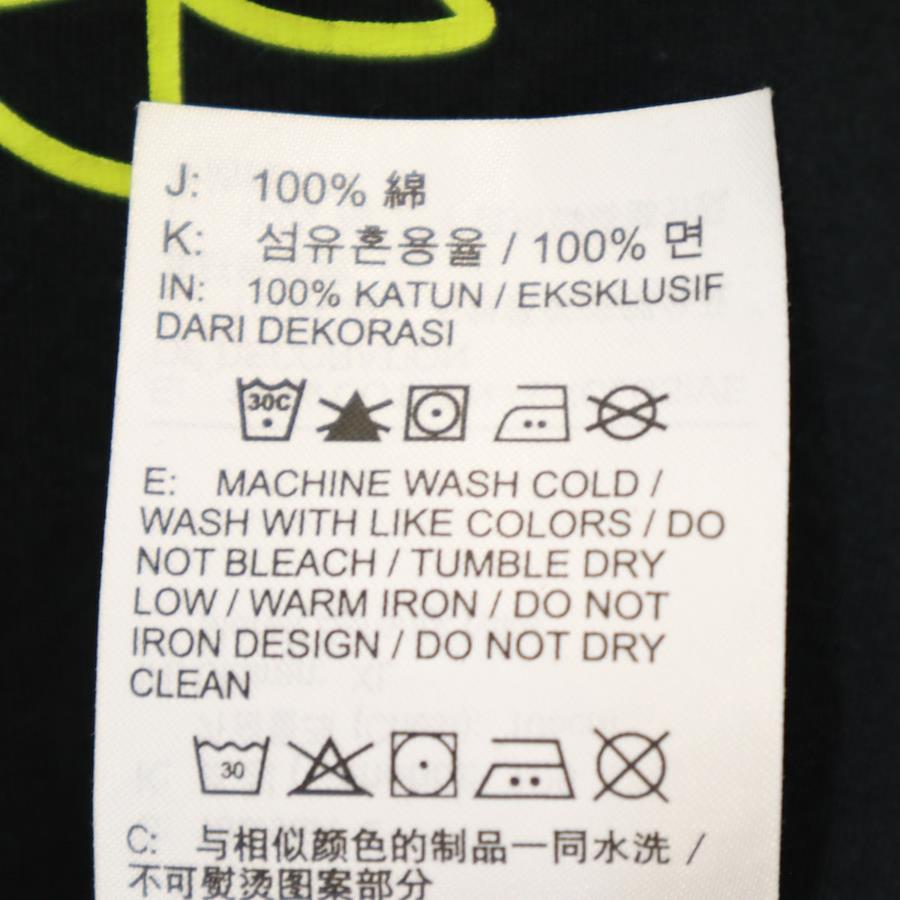 J: 100% 綿
K: 섬유혼용율 / 100% 면
IN: 100% KATUN / EKSKLUSIF
DARI DEKORASI
30C
E: MACHINE WASH COLD /
WASH WITH LIKE COLORS / DO
NOT BLEACH / TUMBLE DRY
LOW / WARM IRON / DO NOT
IRON DESIGN / DO NOT DRY
CLEAN
30
C: 与相似颜色的制品一同水洗 /
不可熨烫图案部分